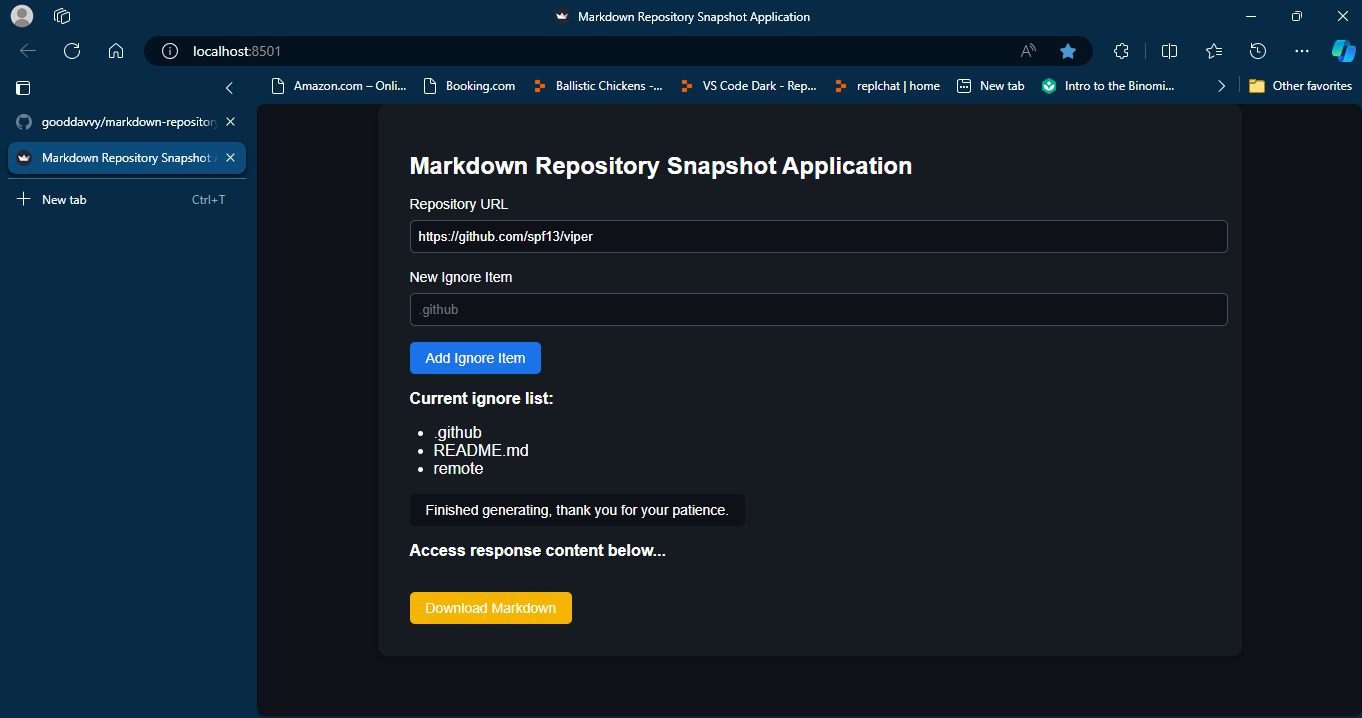 Markdown Repository Snapshot Application
localhost:8501
Amazon.com – Onli... Booking.com Ballistic Chickens -... VS Code Dark - Rep... replchat | home New tab Intro to the Binomi... Other favorites
gooddavvy/markdown-repository
Markdown Repository Snapshot
New tab Ctrl+T
Markdown Repository Snapshot Application
Repository URL
https://github.com/spf13/viper
New Ignore Item
.github
Add Ignore Item
Current ignore list:
.github
README.md
remote
Finished generating, thank you for your patience.
Access response content below...
Download Markdown